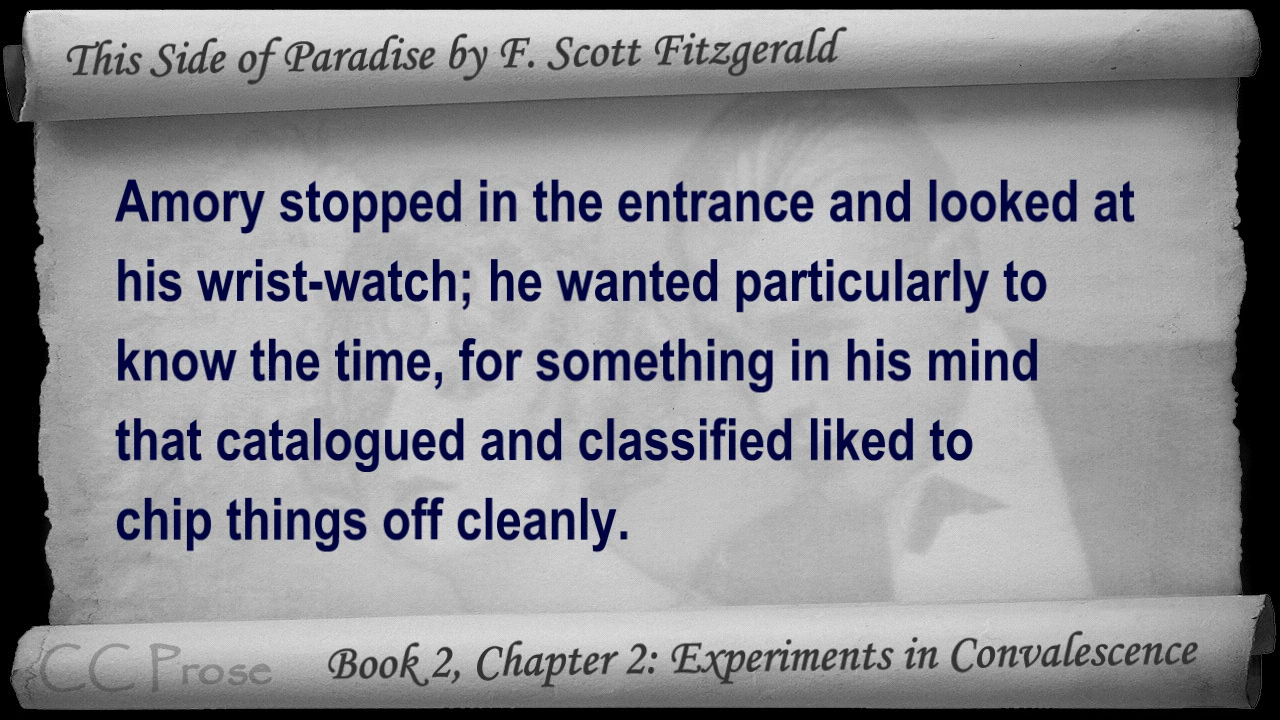 This Side of Paradise by F. Scott Fitzgerald
Amory stopped in the entrance and looked at
his wrist-watch; he wanted particularly to
know the time, for something in his mind
that catalogued and classified liked to
chip things off cleanly.
CC Prose
Book 2, Chapter 2: Experiments in Convalescence